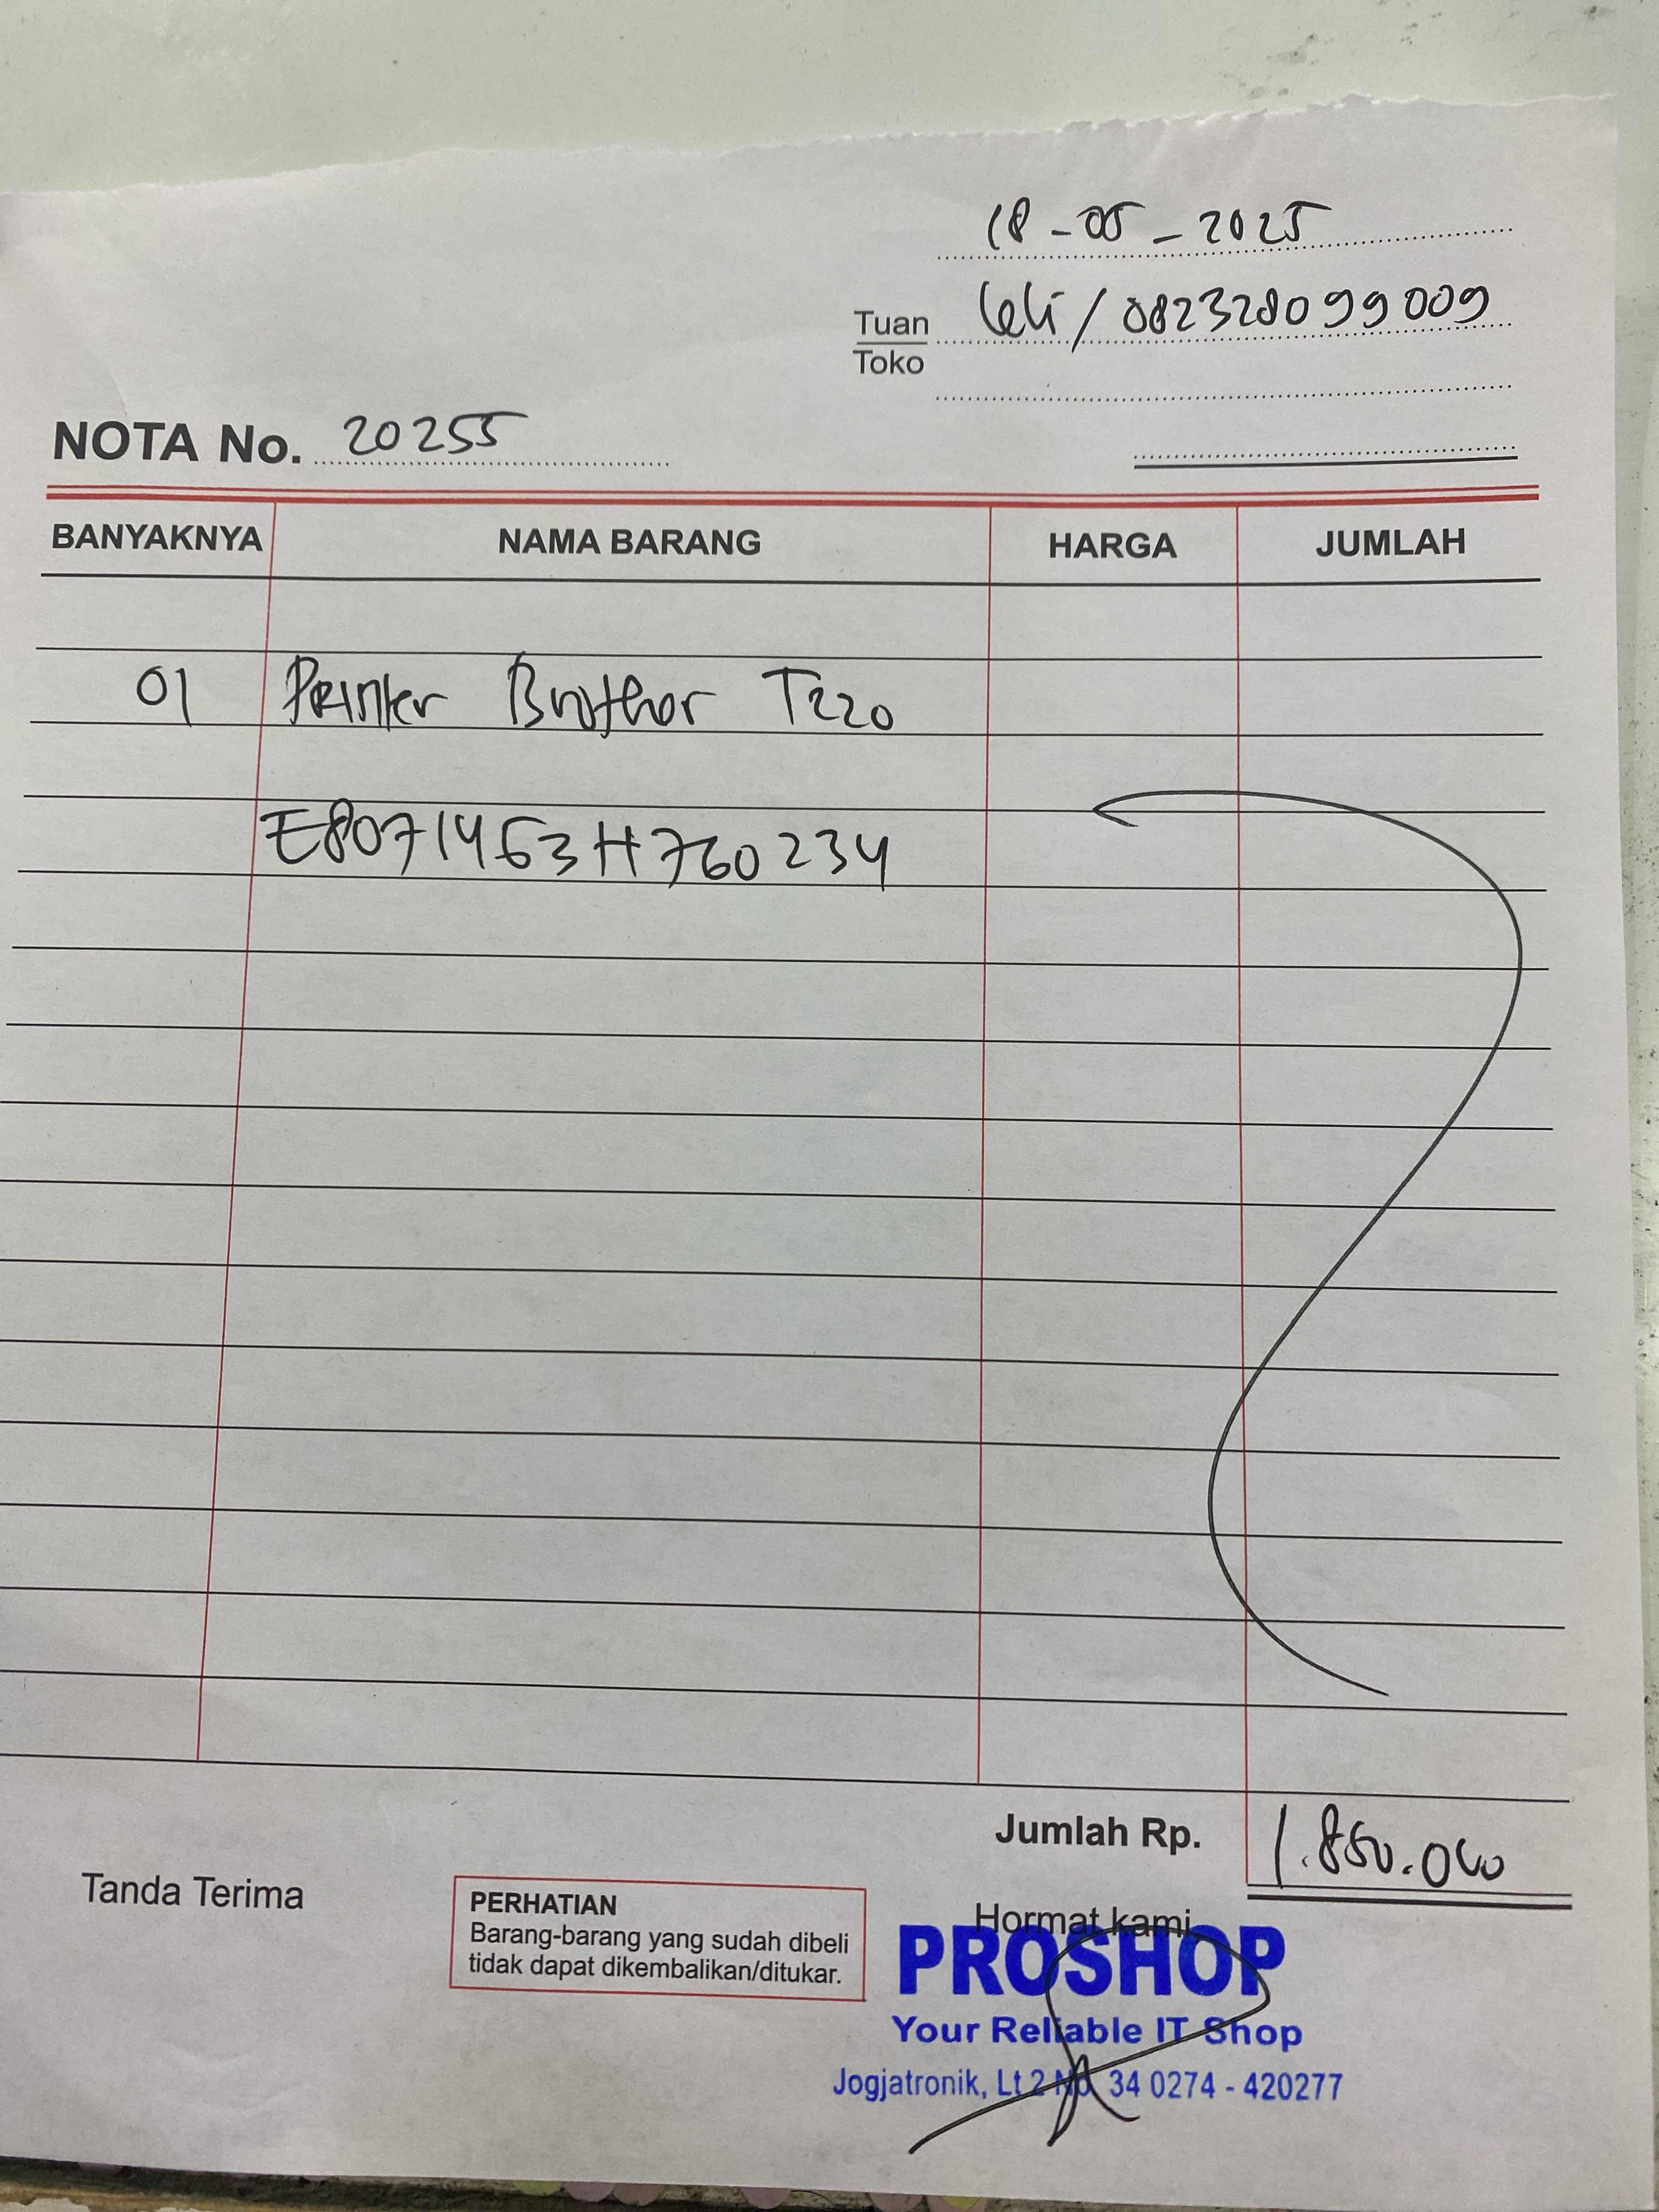 18-05-2025
Tuan
Toko
/ 082328099009
NOTA No. 20255
BANYAKNYA NAMA BARANG HARGA JUMLAH
01 Printer Brother T220
E80714G3H760234
Jumlah Rp. 1.850.000
Tanda Terima
PERHATIAN
Barang-barang yang sudah dibeli
tidak dapat dikembalikan/ditukar.
Hormat kami,
PROSHOP
Your Reliable IT Shop
Jogjatronik, Lt 2 No. 34 0274 - 420277